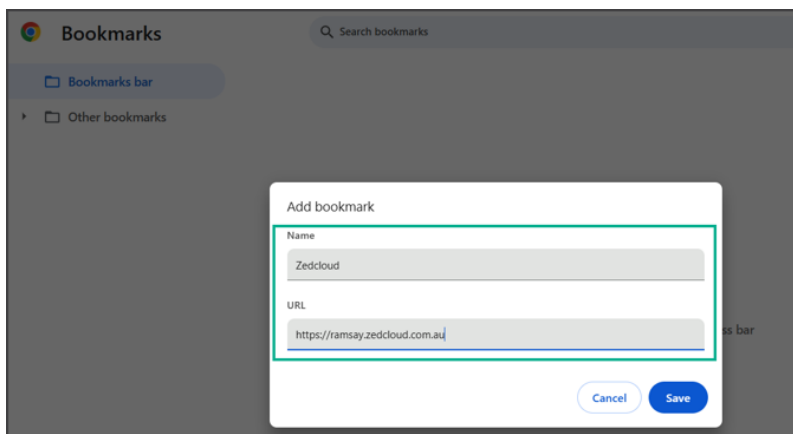 Bookmarks
Search bookmarks
Bookmarks bar
Other bookmarks
Add bookmark
Name
Zedcloud
URL
https://ramsay.zedcloud.com.au
ss bar
Cancel
Save